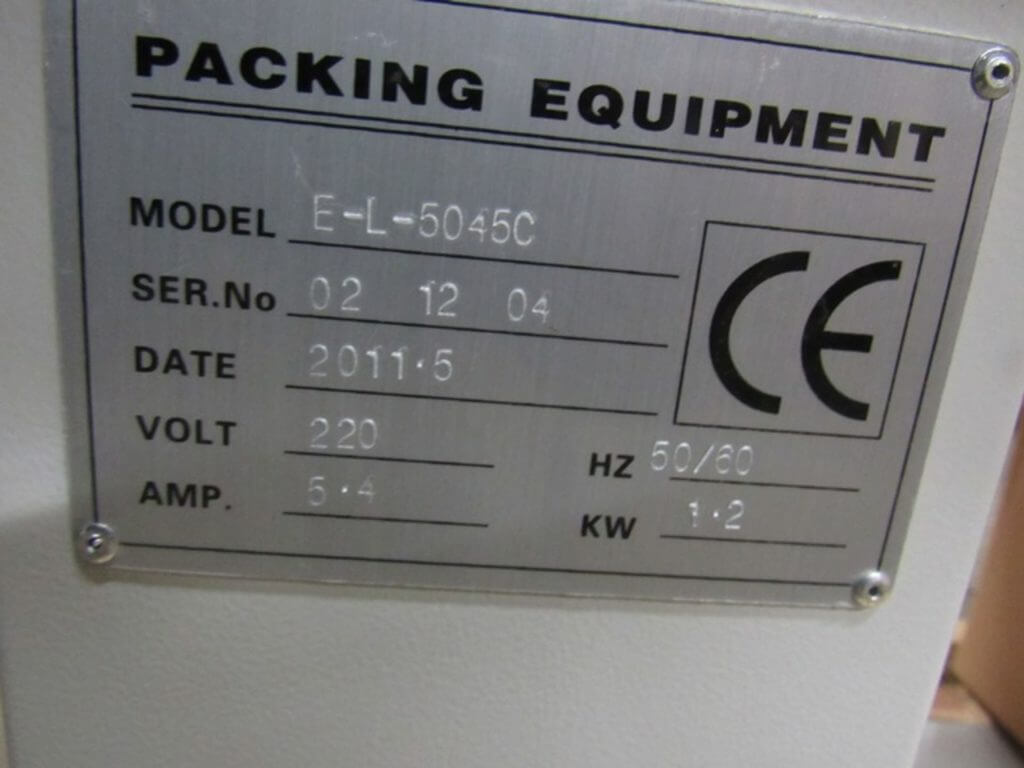 PACKING EQUIPMENT
MODEL E-L-5045C
SER.No 02 12 04
DATE 2011.5
VOLT 220
HZ 50/60
AMP. 5.4
KW 1.2
CE